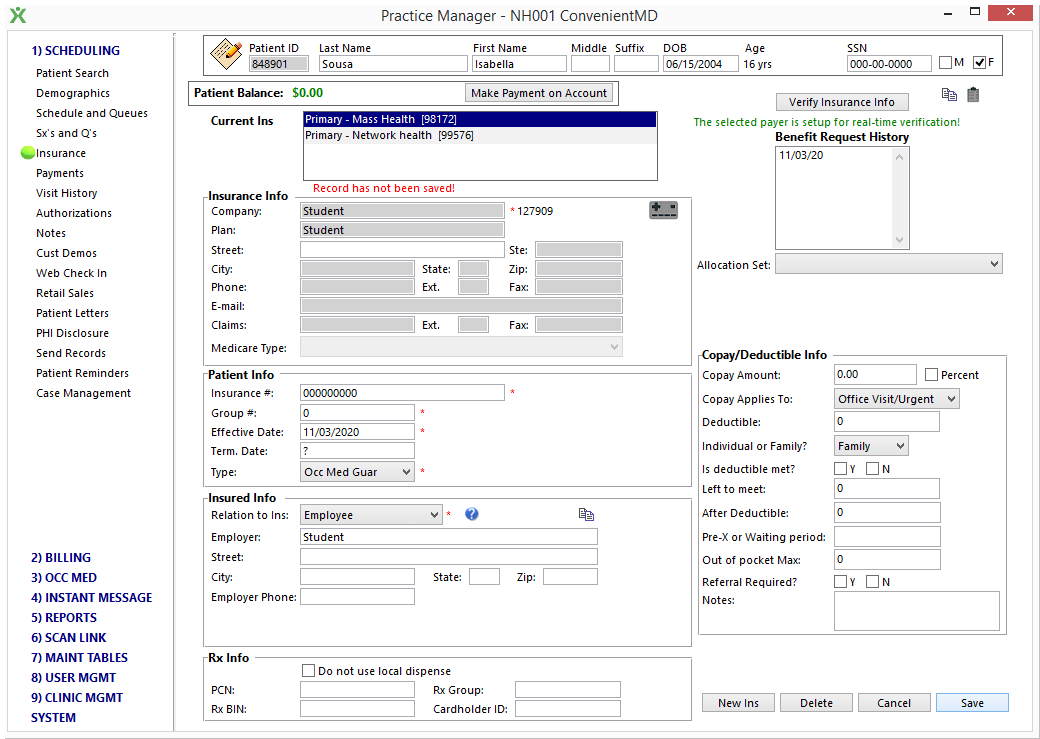 Practice Manager - NH001 ConvenientMD
1) SCHEDULING
Patient Search
Demographics
Schedule and Queues
Sx's and Q's
Insurance
Payments
Visit History
Authorizations
Notes
Cust Demos
Web Check In
Retail Sales
Patient Letters
PHI Disclosure
Send Records
Patient Reminders
Case Management
2) BILLING
3) OCC MED
4) INSTANT MESSAGE
5) REPORTS
6) SCAN LINK
7) MAINT TABLES
8) USER MGMT
9) CLINIC MGMT
SYSTEM
Patient ID Last Name First Name Middle Suffix DOB Age SSN
848901 Sousa Isabella 06/15/2004 16 yrs 000-00-0000 M F
Patient Balance: $0.00 Make Payment on Account
Verify Insurance Info
The selected payer is setup for real-time verification!
Current Ins
Primary - Mass Health [98172]
Primary - Network health [99576]
Record has not been saved!
Benefit Request History
11/03/20
Allocation Set:
Insurance Info
Company: Student * 127909
Plan: Student
Street: Ste:
City: State: Zip:
Phone: Ext. Fax:
E-mail:
Claims: Ext. Fax:
Medicare Type:
Patient Info
Insurance #: 000000000 *
Group #: 0 *
Effective Date: 11/03/2020 *
Term. Date: ?
Type: Occ Med Guar *
Insured Info
Relation to Ins: Employee * ?
Employer: Student
Street:
City: State: Zip:
Employer Phone:
Rx Info
Do not use local dispense
PCN: Rx Group:
Rx BIN: Cardholder ID:
Copay/Deductible Info
Copay Amount: 0.00 Percent
Copay Applies To: Office Visit/Urgent
Deductible: 0
Individual or Family? Family
Is deductible met? Y N
Left to meet: 0
After Deductible: 0
Pre-X or Waiting period:
Out of pocket Max: 0
Referral Required? Y N
Notes:
New Ins Delete Cancel Save